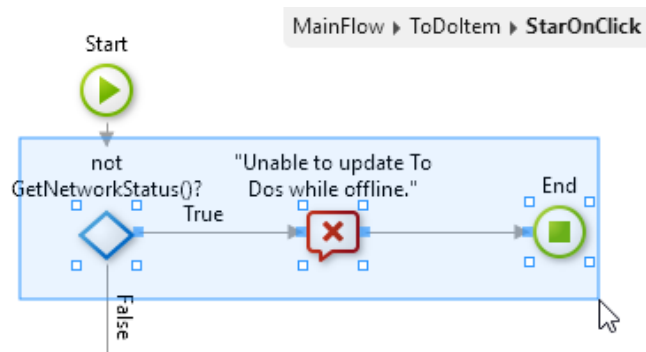 MainFlow ▸ ToDoItem ▸ StarOnClick
Start
not
GetNetworkStatus()?
"Unable to update To
Dos while offline."
End
True
False